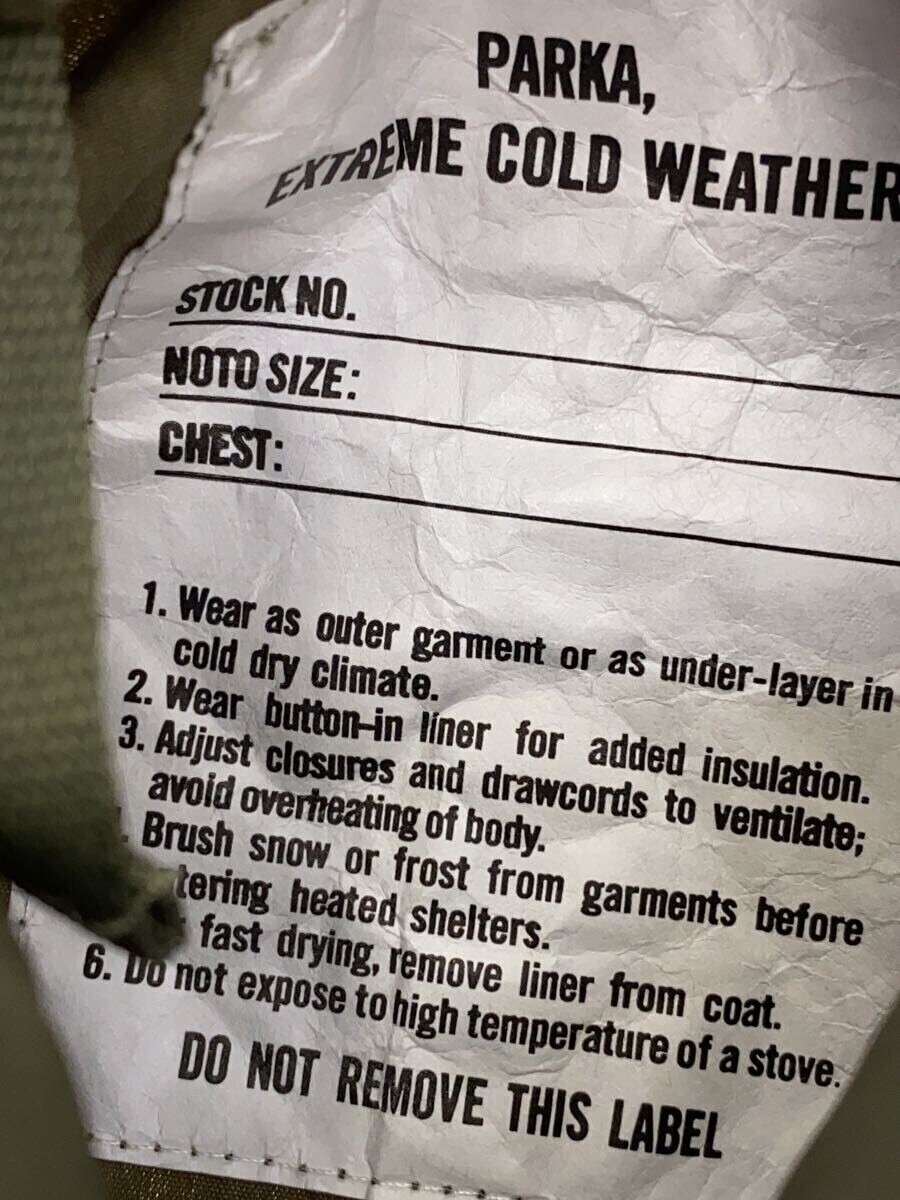 PARKA,
EXTREME COLD WEATHER
STOCK NO.
NOTO SIZE:
CHEST:
1. Wear as outer garment or as under-layer in
cold dry climate.
2. Wear button-in liner for added insulation.
3. Adjust closures and drawcords to ventilate;
avoid overheating of body.
. Brush snow or frost from garments before
tering heated shelters.
fast drying, remove liner from coat.
6. Do not expose to high temperature of a stove.
DO NOT REMOVE THIS LABEL